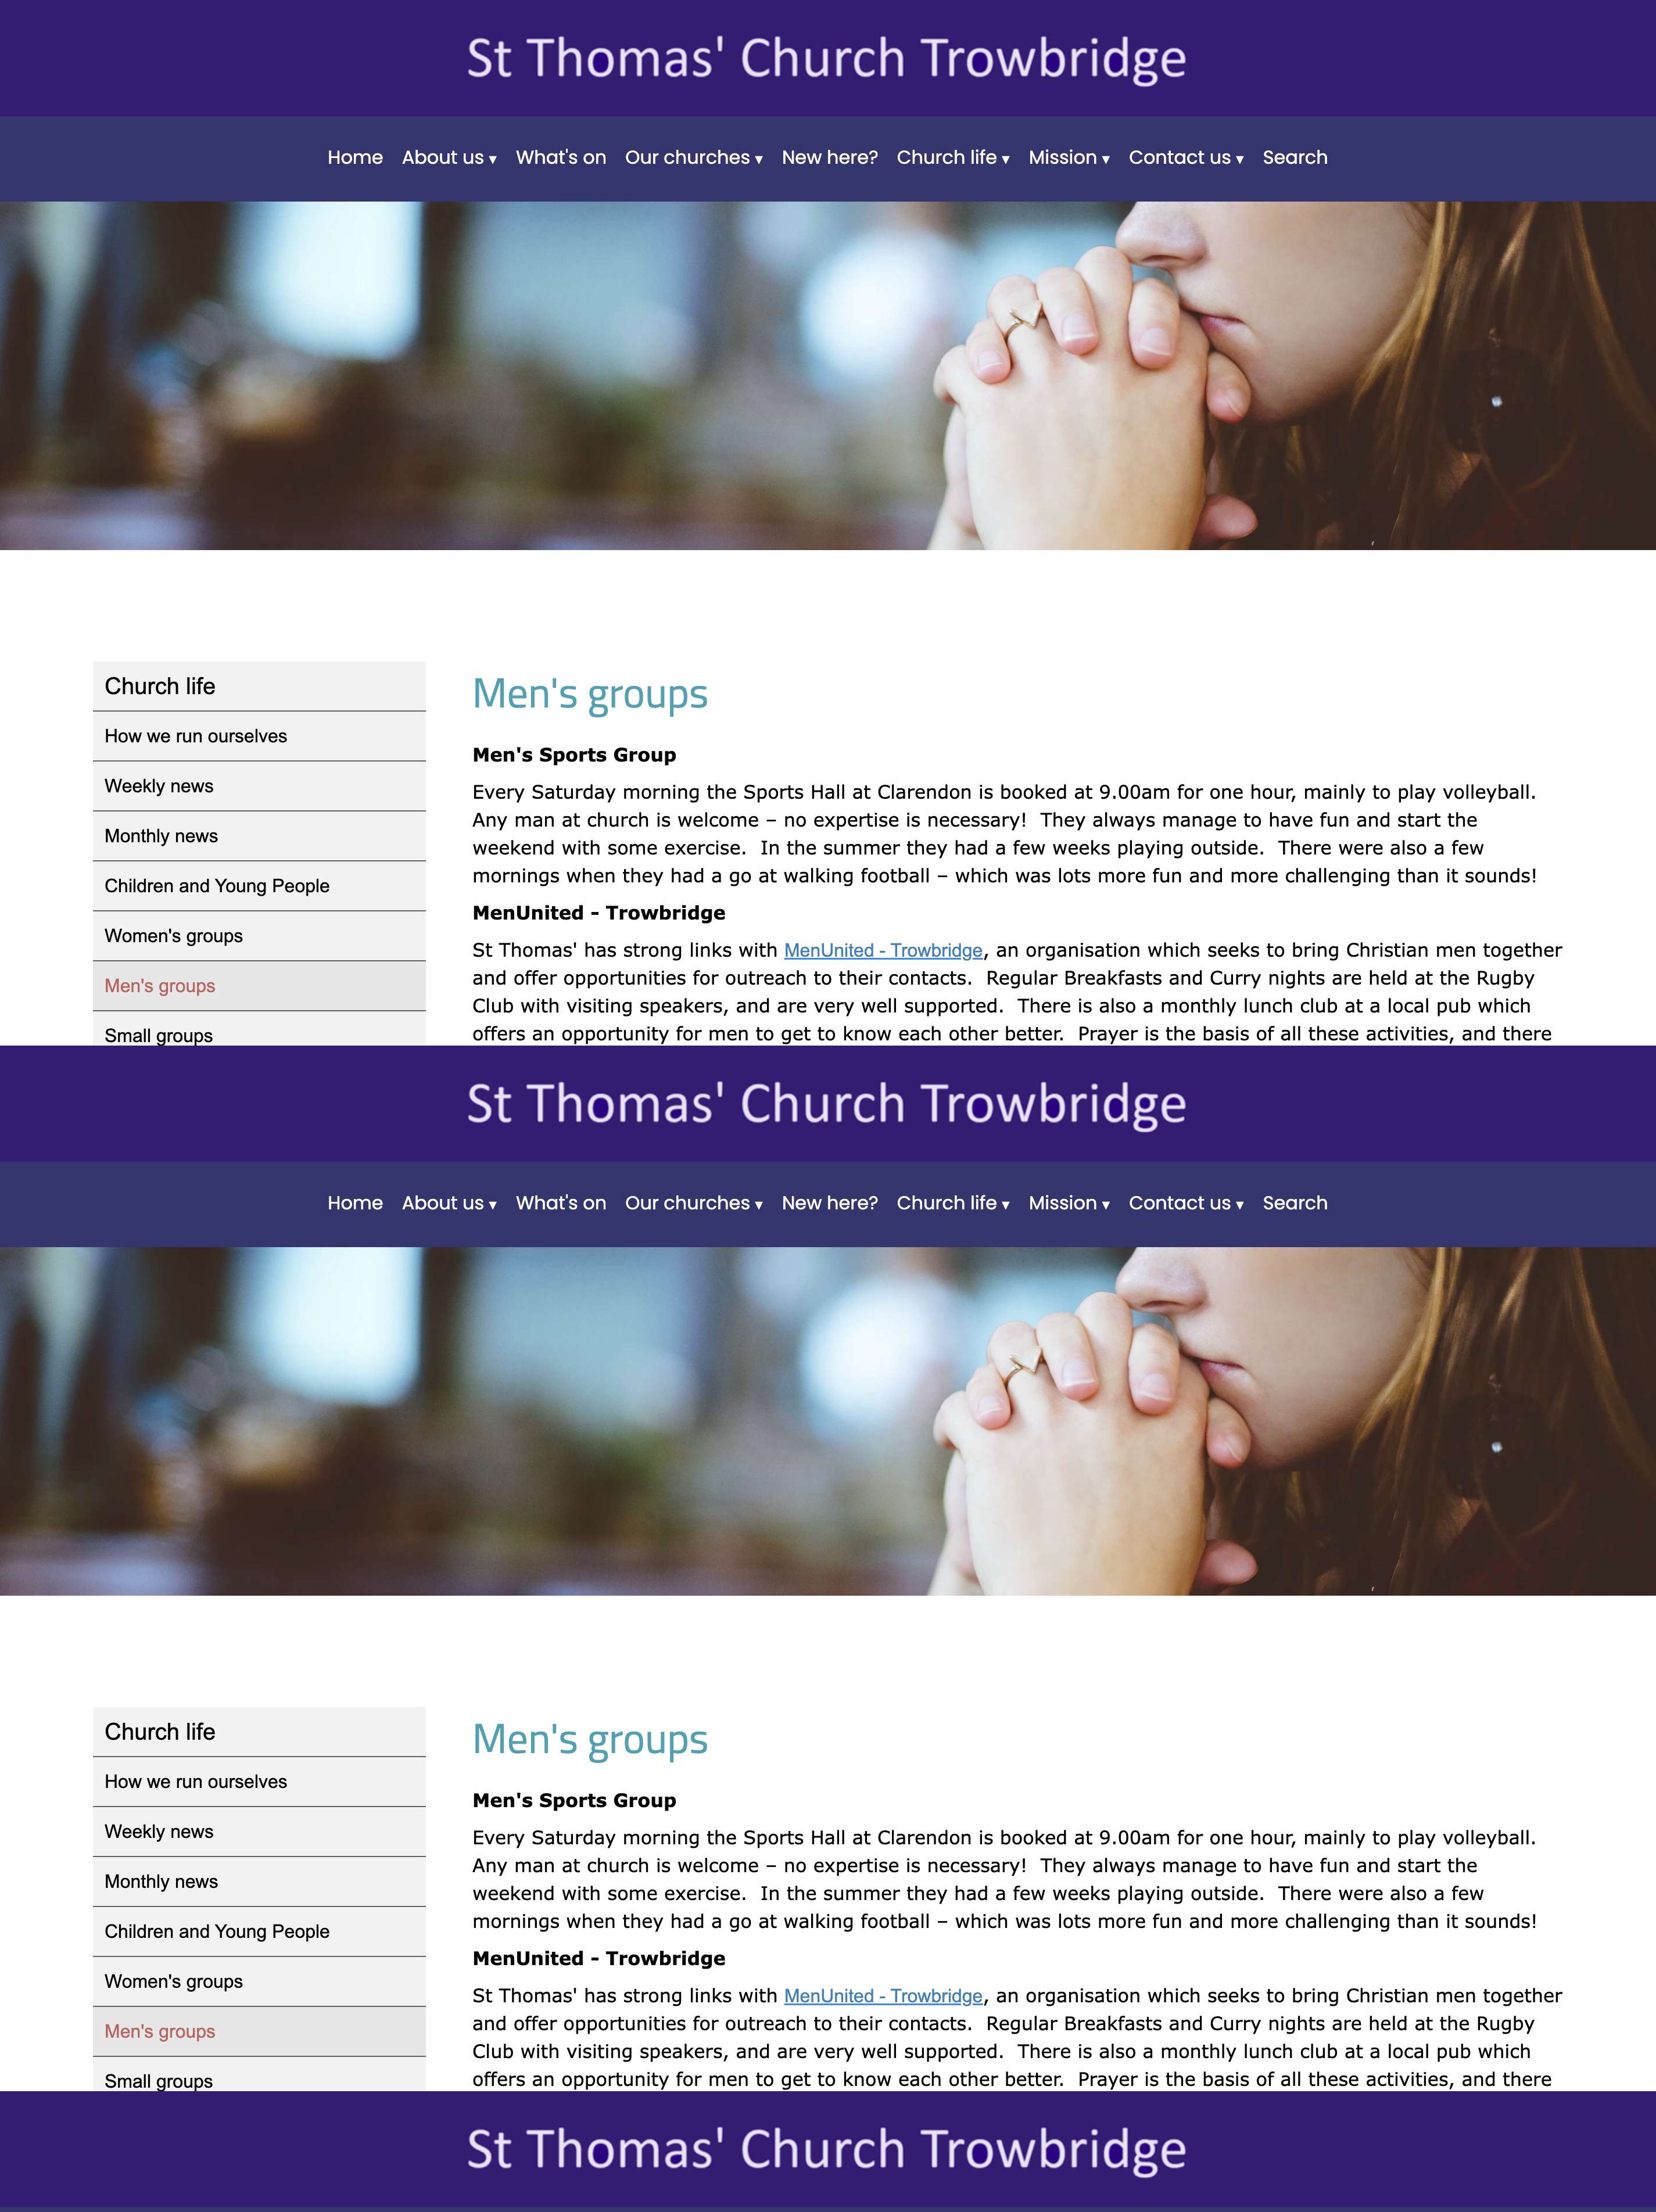 St Thomas' Church Trowbridge
Home About us ▾ What's on Our churches ▾ New here? Church life ▾ Mission ▾ Contact us ▾ Search
Church life
How we run ourselves
Weekly news
Monthly news
Children and Young People
Women's groups
Men's groups
Small groups
Men's groups
Men's Sports Group
Every Saturday morning the Sports Hall at Clarendon is booked at 9.00am for one hour, mainly to play volleyball.
Any man at church is welcome – no expertise is necessary!  They always manage to have fun and start the
weekend with some exercise.  In the summer they had a few weeks playing outside.  There were also a few
mornings when they had a go at walking football – which was lots more fun and more challenging than it sounds!
MenUnited - Trowbridge
St Thomas' has strong links with MenUnited - Trowbridge, an organisation which seeks to bring Christian men together
and offer opportunities for outreach to their contacts.  Regular Breakfasts and Curry nights are held at the Rugby
Club with visiting speakers, and are very well supported.  There is also a monthly lunch club at a local pub which
offers an opportunity for men to get to know each other better.  Prayer is the basis of all these activities, and there
St Thomas' Church Trowbridge
Home About us ▾ What's on Our churches ▾ New here? Church life ▾ Mission ▾ Contact us ▾ Search
Church life
How we run ourselves
Weekly news
Monthly news
Children and Young People
Women's groups
Men's groups
Small groups
Men's groups
Men's Sports Group
Every Saturday morning the Sports Hall at Clarendon is booked at 9.00am for one hour, mainly to play volleyball.
Any man at church is welcome – no expertise is necessary!  They always manage to have fun and start the
weekend with some exercise.  In the summer they had a few weeks playing outside.  There were also a few
mornings when they had a go at walking football – which was lots more fun and more challenging than it sounds!
MenUnited - Trowbridge
St Thomas' has strong links with MenUnited - Trowbridge, an organisation which seeks to bring Christian men together
and offer opportunities for outreach to their contacts.  Regular Breakfasts and Curry nights are held at the Rugby
Club with visiting speakers, and are very well supported.  There is also a monthly lunch club at a local pub which
offers an opportunity for men to get to know each other better.  Prayer is the basis of all these activities, and there
St Thomas' Church Trowbridge